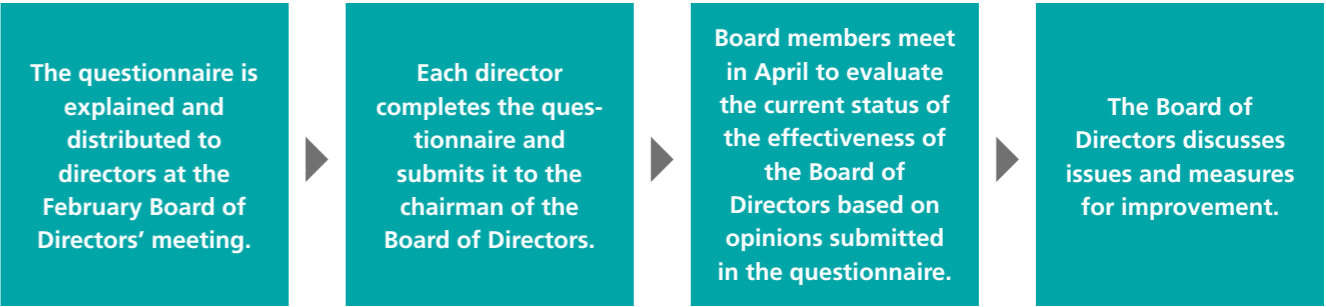 The questionnaire is
explained and
distributed to
directors at the
February Board of
Directors’ meeting.
Each director
completes the ques-
tionnaire and
submits it to the
chairman of the
Board of Directors.
Board members meet
in April to evaluate
the current status of
the effectiveness of
the Board of
Directors based on
opinions submitted
in the questionnaire.
The Board of
Directors discusses
issues and measures
for improvement.